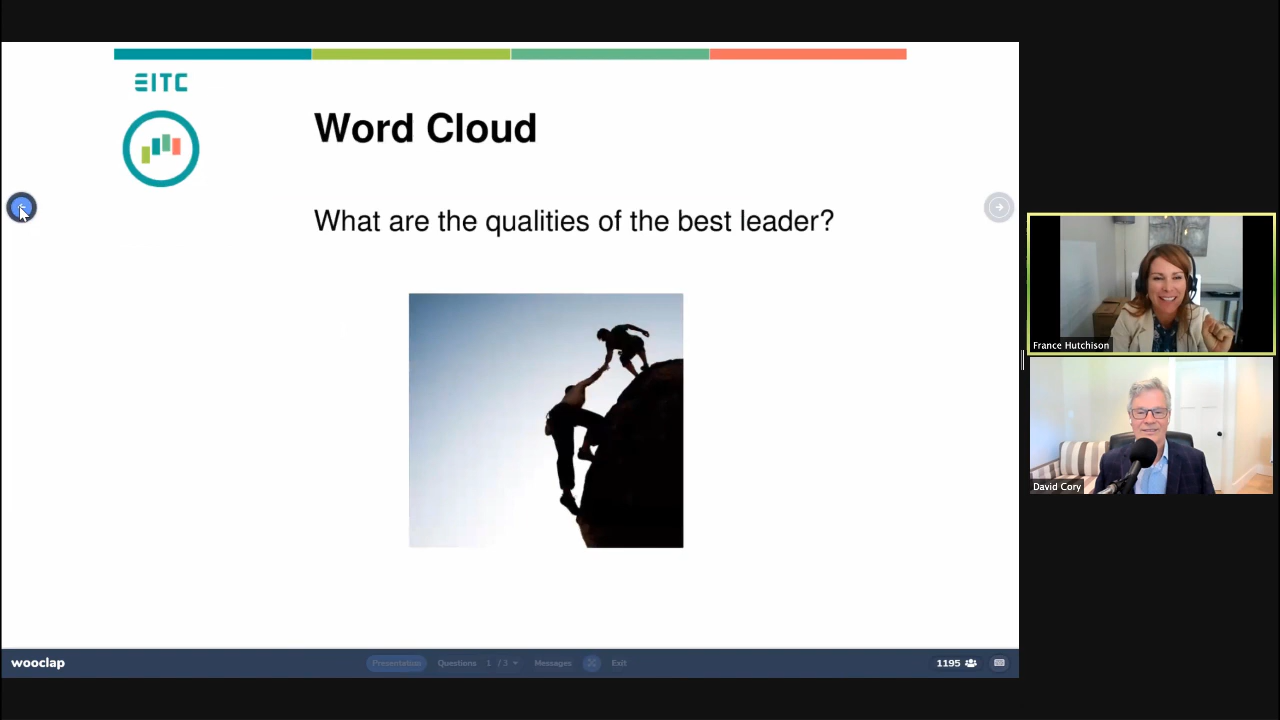 EITC
Word Cloud
What are the qualities of the best leader?
France Hutchison
David Cory
wooclap
Presentation
Questions 1 / 3
Messages
Exit
1195